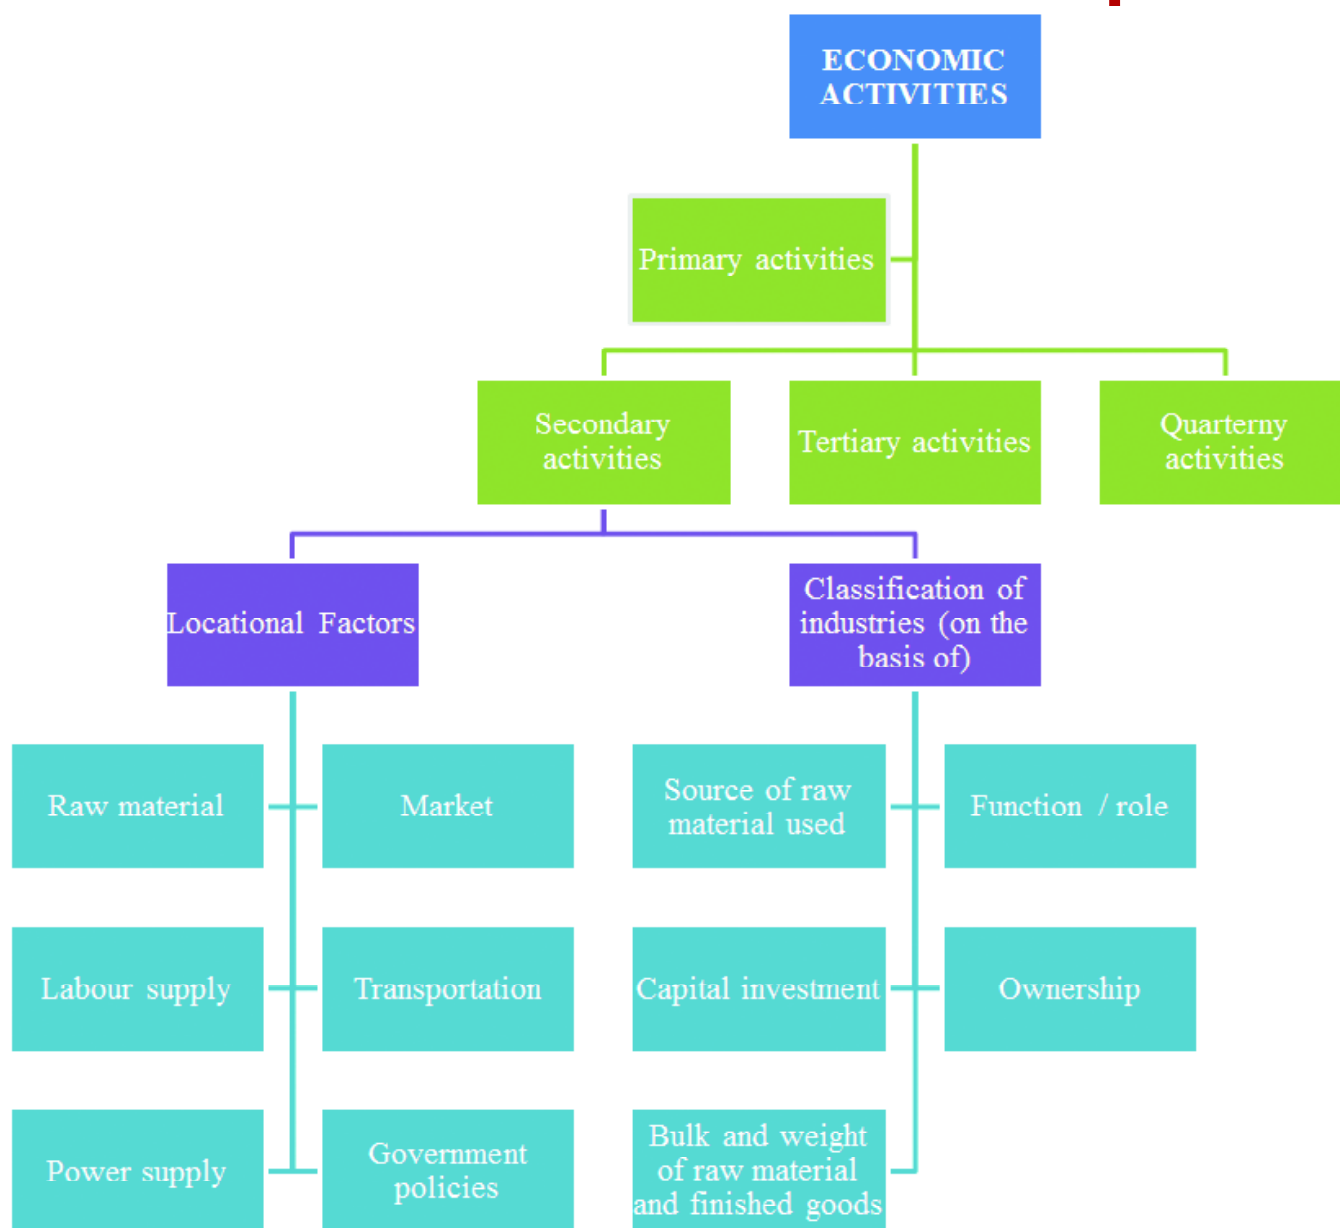 ECONOMIC
ACTIVITIES
Primary activities
Secondary
activities
Tertiary activities
Quarterny
activities
Locational Factors
Classification of
industries (on the
basis of)
Raw material
Market
Source of raw
material used
Function / role
Labour supply
Transportation
Capital investment
Ownership
Power supply
Government
policies
Bulk and weight
of raw material
and finished goods